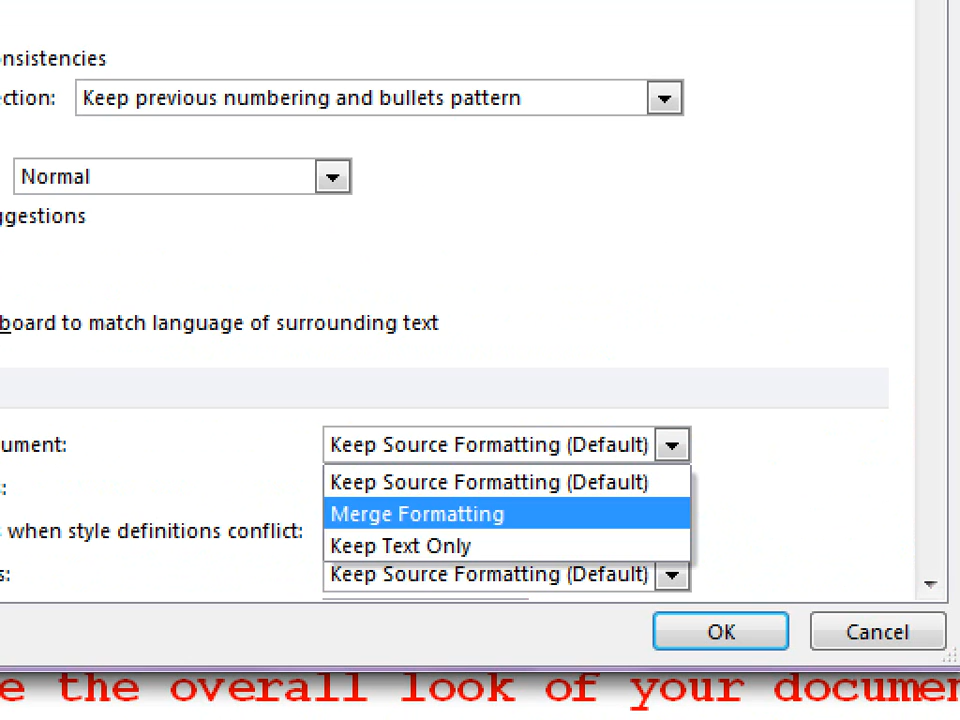 nsistencies
ction: Keep previous numbering and bullets pattern
Normal
ggestions
board to match language of surrounding text
ument: Keep Source Formatting (Default)
s: Keep Source Formatting (Default)
Merge Formatting
when style definitions conflict:
Keep Text Only
s: Keep Source Formatting (Default)
OK Cancel
e the overall look of your documen